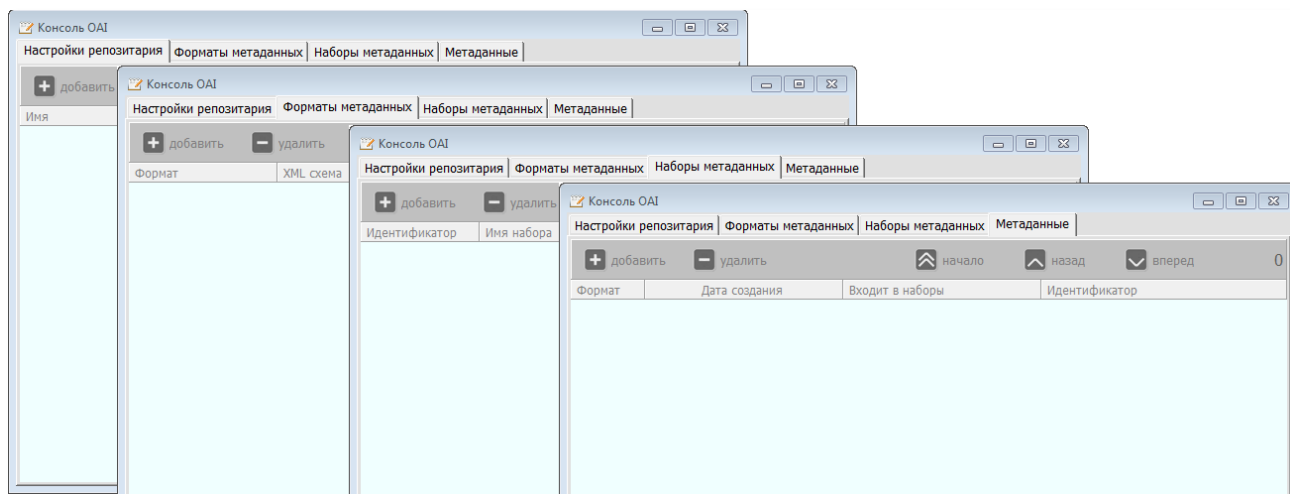 Консоль OAI
Настройки репозитария Форматы метаданных Наборы метаданных Метаданные
добавить
Имя
Консоль OAI
Настройки репозитария Форматы метаданных Наборы метаданных Метаданные
добавить удалить
Формат XML схема
Консоль OAI
Настройки репозитария Форматы метаданных Наборы метаданных Метаданные
добавить удалить
Идентификатор Имя набора
Консоль OAI
Настройки репозитария Форматы метаданных Наборы метаданных Метаданные
добавить удалить начало назад вперед 0
Формат Дата создания Входит в наборы Идентификатор